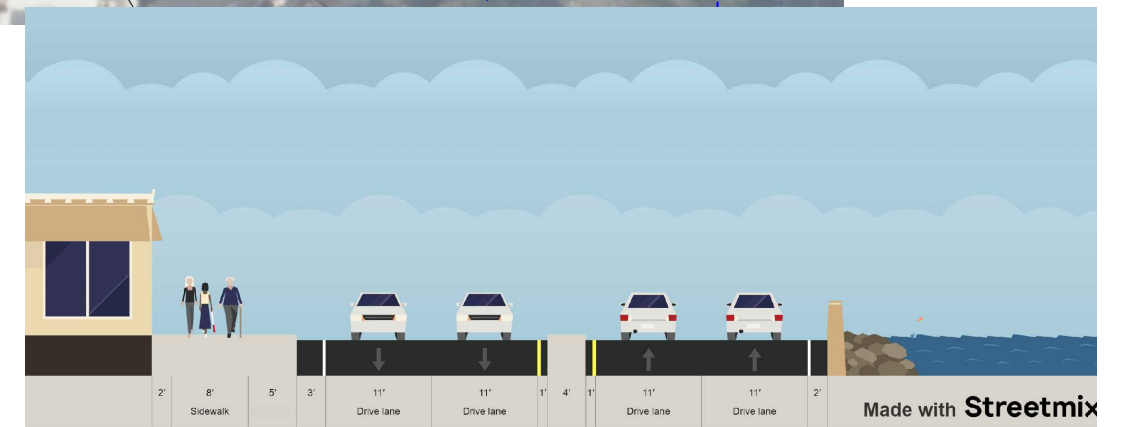 2' 8' 5' 3' 11' 11' 1' 4' 1' 11' 11' 2'
Sidewalk Drive lane Drive lane Drive lane Drive lane
Made with Streetmix